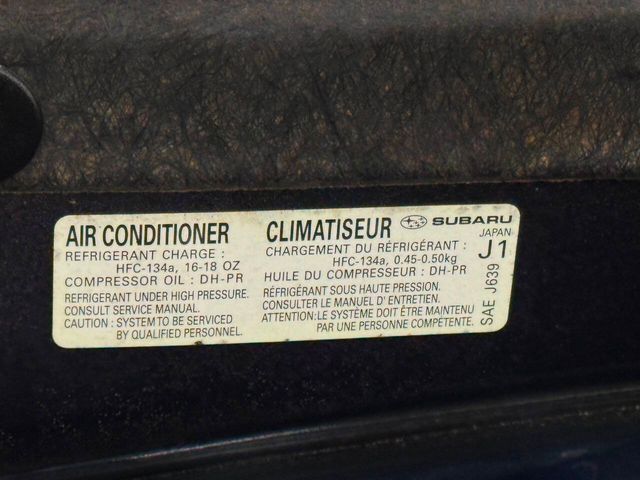 AIR CONDITIONER
REFRIGERANT CHARGE :
HFC-134a, 16-18 OZ
COMPRESSOR OIL : DH-PR
REFRIGERANT UNDER HIGH PRESSURE.
CONSULT SERVICE MANUAL.
CAUTION : SYSTEM TO BE SERVICED
BY QUALIFIED PERSONNEL.
CLIMATISEUR
SUBARU
JAPAN
CHARGEMENT DU RÉFRIGÉRANT :
HFC-134a, 0.45-0.50kg
HUILE DU COMPRESSEUR : DH-PR
RÉFRIGÉRANT SOUS HAUTE PRESSION.
CONSULTER LE MANUEL D' ENTRETIEN.
ATTENTION:LE SYSTÈME DOIT ÊTRE MAINTENU
PAR UNE PERSONNE COMPÉTENTE.
J1
SAE J639